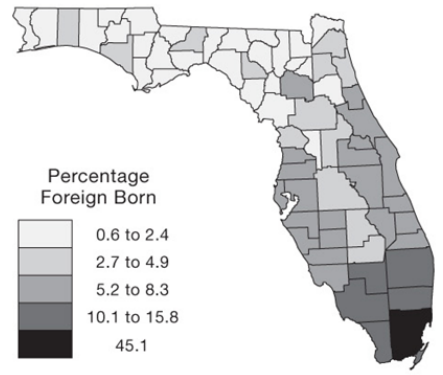 Percentage
Foreign Born
0.6 to 2.4
2.7 to 4.9
5.2 to 8.3
10.1 to 15.8
45.1